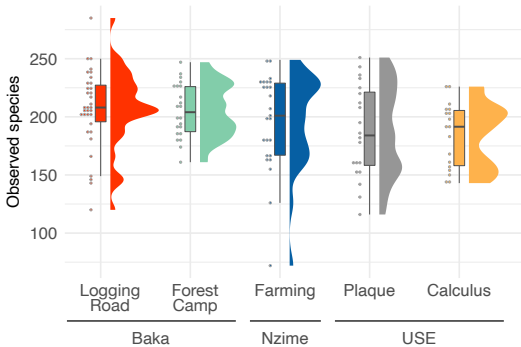 Observed species
250
200
150
100
Logging
Road
Forest
Camp
Farming
Plaque
Calculus
Baka
Nzime
USE